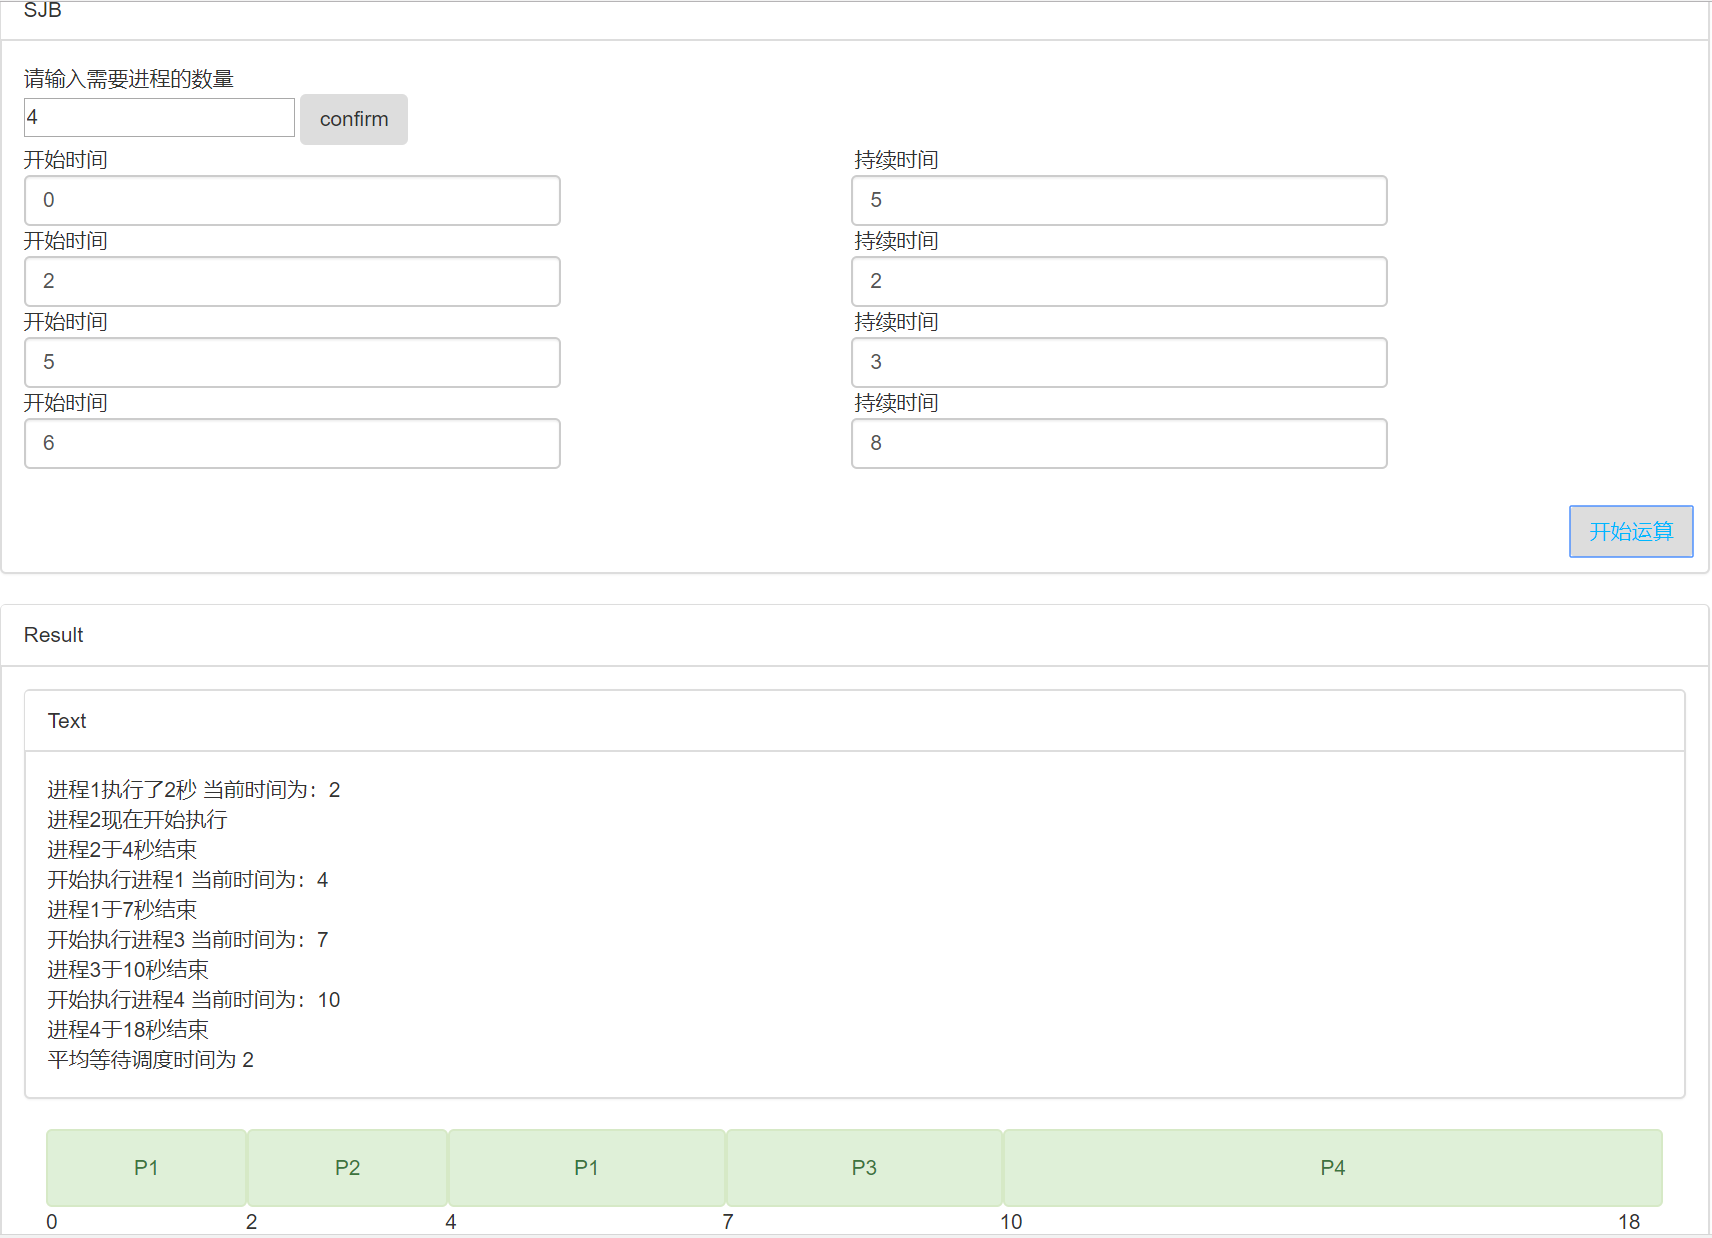 SJB
请输入需要进程的数量
4 confirm
开始时间 持续时间
0 5
开始时间 持续时间
2 2
开始时间 持续时间
5 3
开始时间 持续时间
6 8
开始运算
Result
Text
进程1执行了2秒 当前时间为：2
进程2现在开始执行
进程2于4秒结束
开始执行进程1 当前时间为：4
进程1于7秒结束
开始执行进程3 当前时间为：7
进程3于10秒结束
开始执行进程4 当前时间为：10
进程4于18秒结束
平均等待调度时间为 2
P1 P2 P1 P3 P4
0 2 4 7 10 18